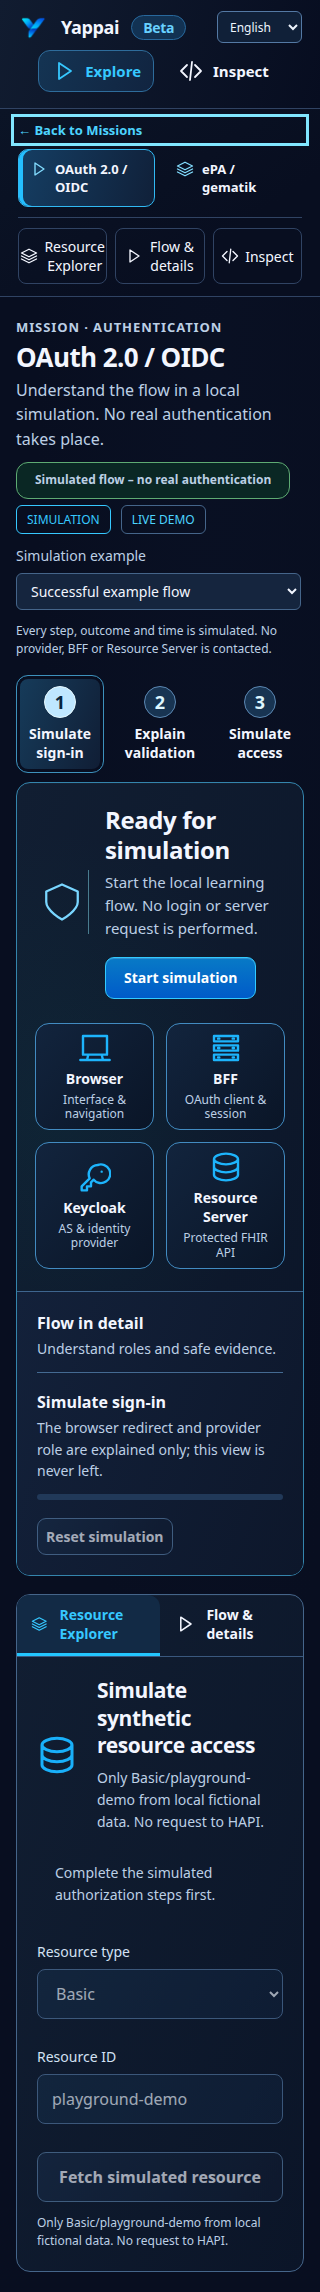 Yappai
Beta
English
Explore
Inspect
← Back to Missions
OAuth 2.0 /
OIDC
ePA /
gematik
Resource
Explorer
Flow &
details
Inspect
MISSION · AUTHENTICATION
OAuth 2.0 / OIDC
Understand the flow in a local
simulation. No real authentication
takes place.
Simulated flow – no real authentication
SIMULATION
LIVE DEMO
Simulation example
Successful example flow
Every step, outcome and time is simulated. No
provider, BFF or Resource Server is contacted.
1
Simulate
sign-in
2
Explain
validation
3
Simulate
access
Ready for
simulation
Start the local learning
flow. No login or server
request is performed.
Start simulation
Browser
Interface &
navigation
BFF
OAuth client &
session
Keycloak
AS & identity
provider
Resource
Server
Protected FHIR
API
Flow in detail
Understand roles and safe evidence.
Simulate sign-in
The browser redirect and provider
role are explained only; this view is
never left.
Reset simulation
Resource
Explorer
Flow &
details
Simulate
synthetic
resource access
Only Basic/playground-
demo from local fictional
data. No request to HAPI.
Complete the simulated
authorization steps first.
Resource type
Basic
Resource ID
playground-demo
Fetch simulated resource
Only Basic/playground-demo from local
fictional data. No request to HAPI.